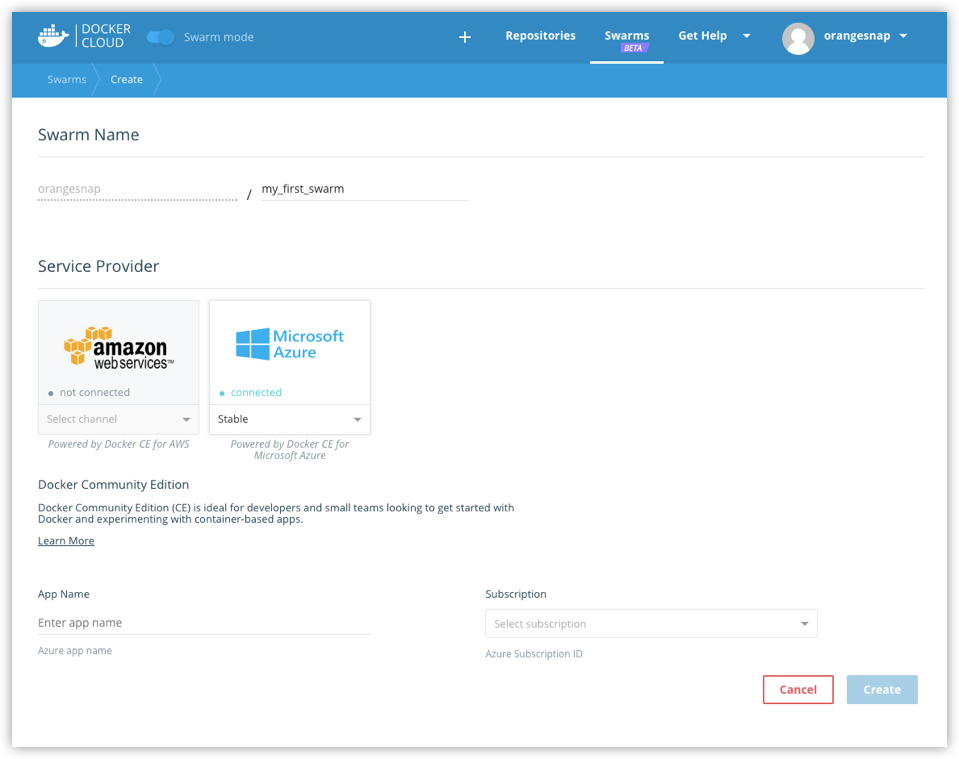 DOCKER
CLOUD
Swarm mode
+
Repositories
Swarms
BETA
Get Help
orangesnap
Swarms
Create
Swarm Name
orangesnap / my_first_swarm
Service Provider
amazon
web services™
Microsoft
Azure
not connected
connected
Select channel
Stable
Powered by Docker CE for AWS
Powered by Docker CE for
Microsoft Azure
Docker Community Edition
Docker Community Edition (CE) is ideal for developers and small teams looking to get started with
Docker and experimenting with container-based apps.
Learn More
App Name
Subscription
Enter app name
Select subscription
Azure app name
Azure Subscription ID
Cancel
Create